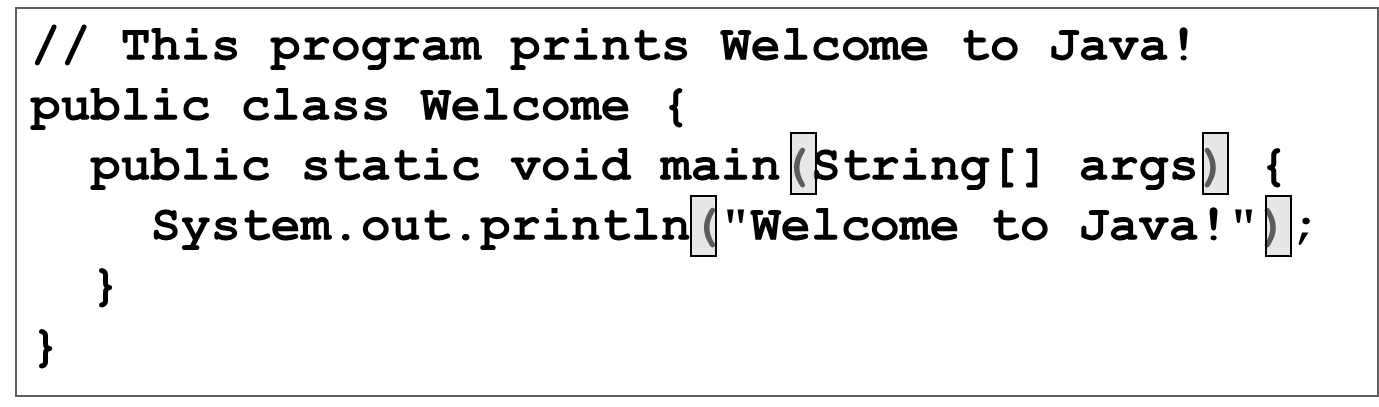 // This program prints Welcome to Java!
public class Welcome {
  public static void main(String[] args) {
    System.out.println("Welcome to Java!");
  }
}